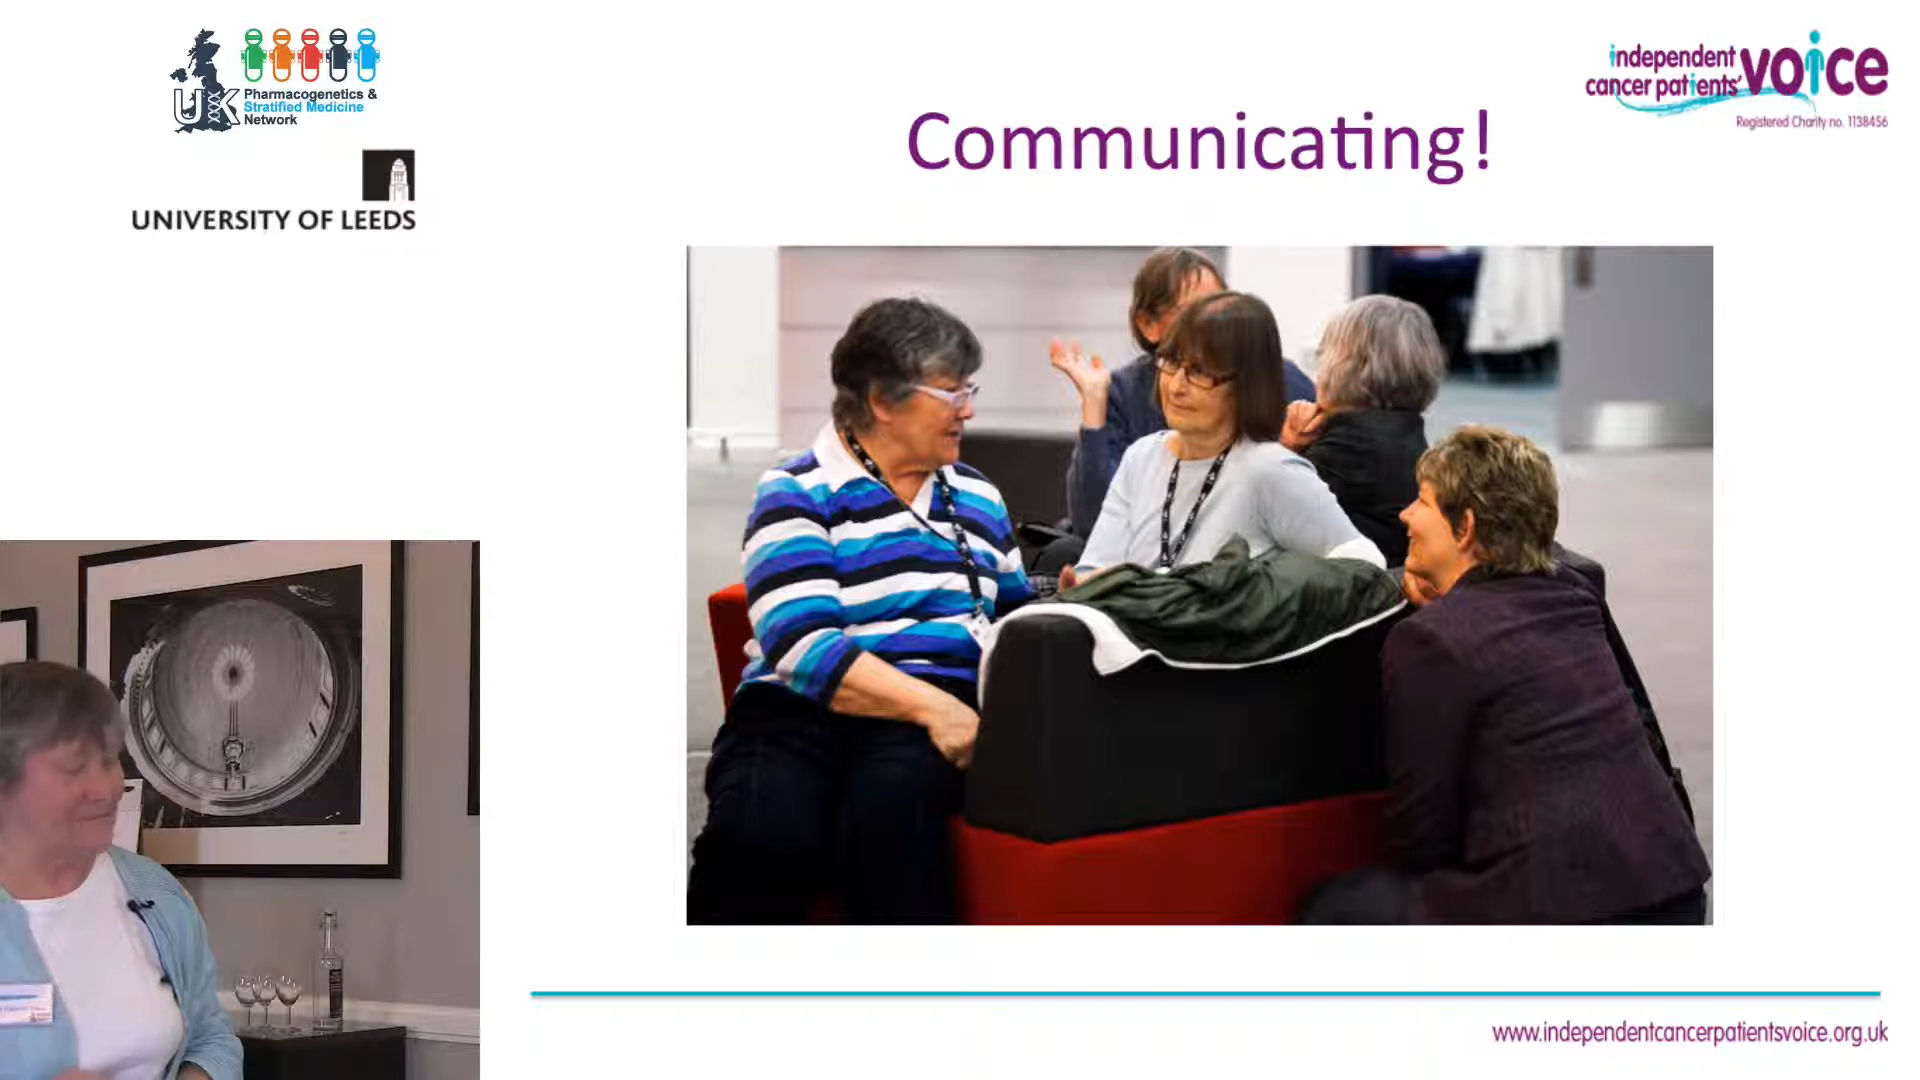 UK
Pharmacogenetics &
Stratified Medicine
Network
UNIVERSITY OF LEEDS
independent
cancer patients'
voice
Registered Charity no. 1138456
Communicating!
www.independentcancerpatientsvoice.org.uk